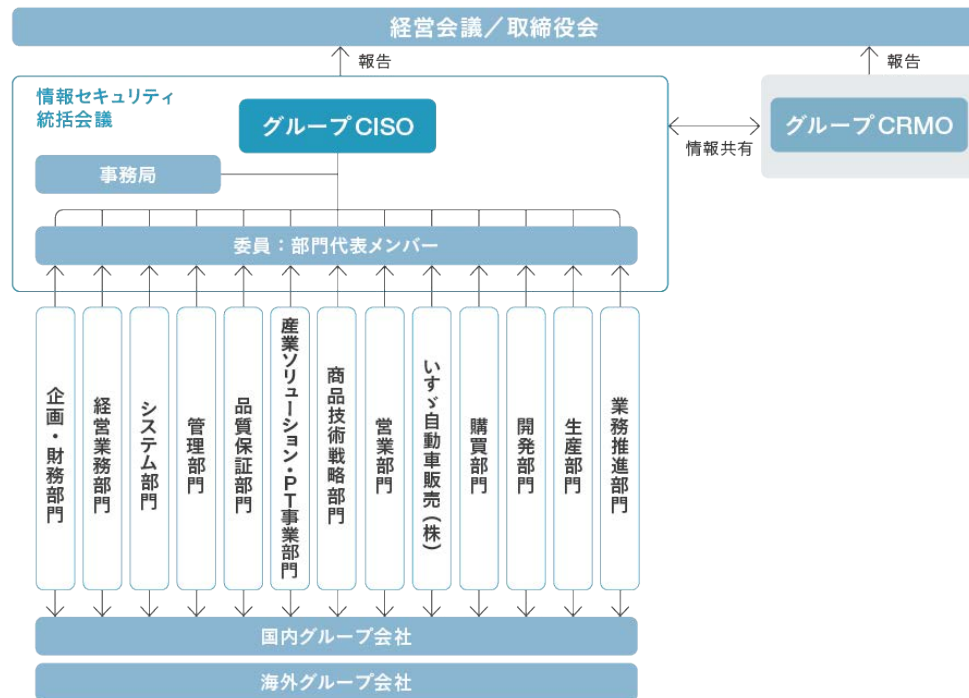 経営会議／取締役会
報告
報告
情報セキュリティ
統括会議
グループCISO
グループCRMO
情報共有
事務局
委員：部門代表メンバー
企画・財務部門
経営業務部門
システム部門
管理部門
品質保証部門
産業ソリューション・PT事業部門
商品技術戦略部門
営業部門
いすゞ自動車販売（株）
購買部門
開発部門
生産部門
業務推進部門
国内グループ会社
海外グループ会社